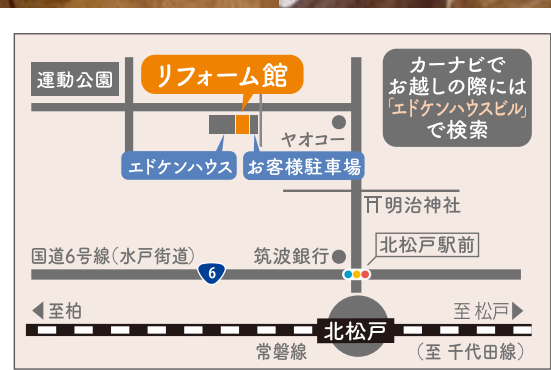 運動公園
リフォーム館
カーナビで
お越しの際には
「エドケンハウスビル」
で検索
ヤオコー
エドケンハウス
お客様駐車場
明治神社
北松戸駅前
国道6号線(水戸街道)
6
筑波銀行
至柏
至 松戸
北松戸
常磐線
(至 千代田線)